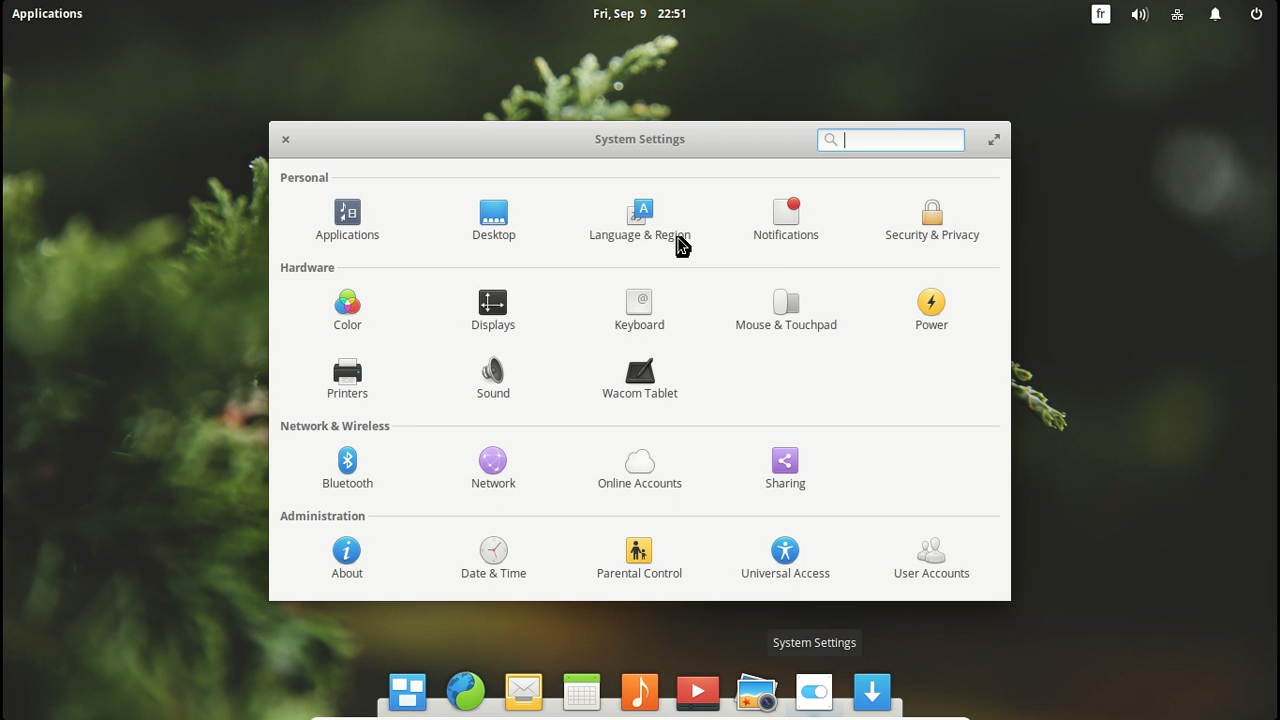 Applications
Fri, Sep 9 22:51
fr
System Settings
Personal
Applications
Desktop
Language & Region
Notifications
Security & Privacy
Hardware
Color
Displays
Keyboard
Mouse & Touchpad
Power
Printers
Sound
Wacom Tablet
Network & Wireless
Bluetooth
Network
Online Accounts
Sharing
Administration
About
Date & Time
Parental Control
Universal Access
User Accounts
System Settings